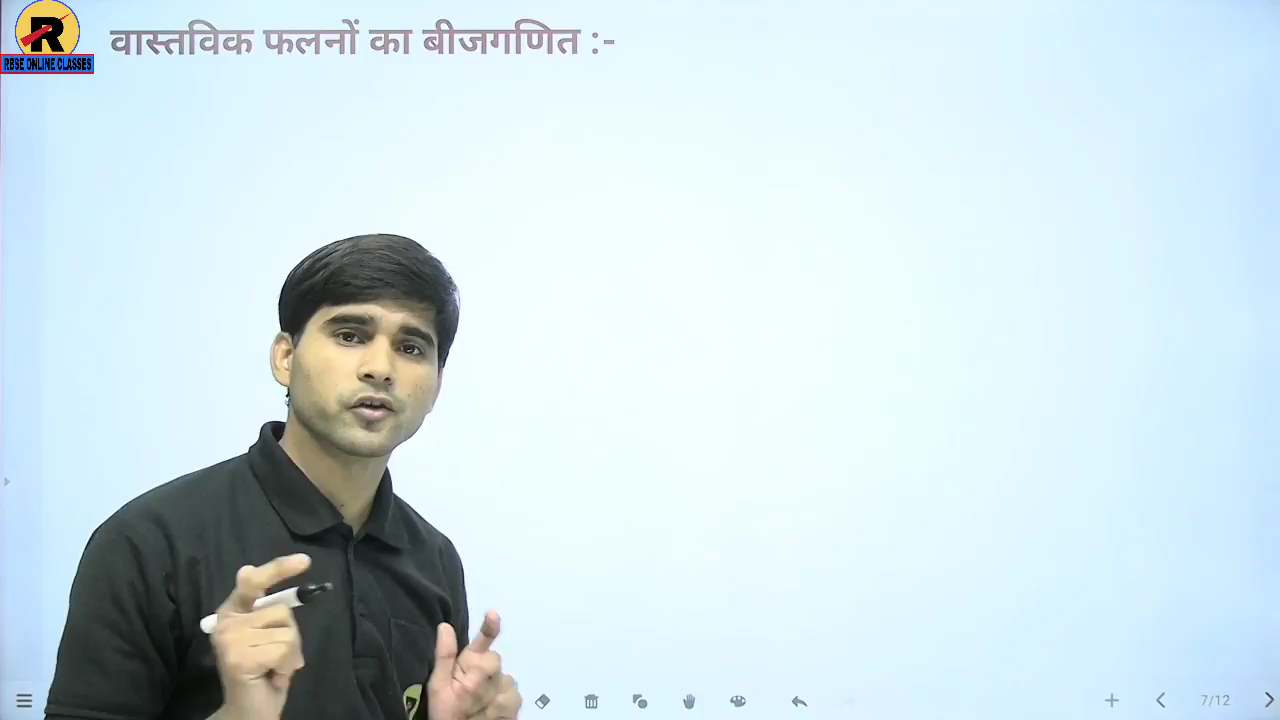 R
RBSE ONLINE CLASSES
वास्तविक फलनों का बीजगणित :-
7/12